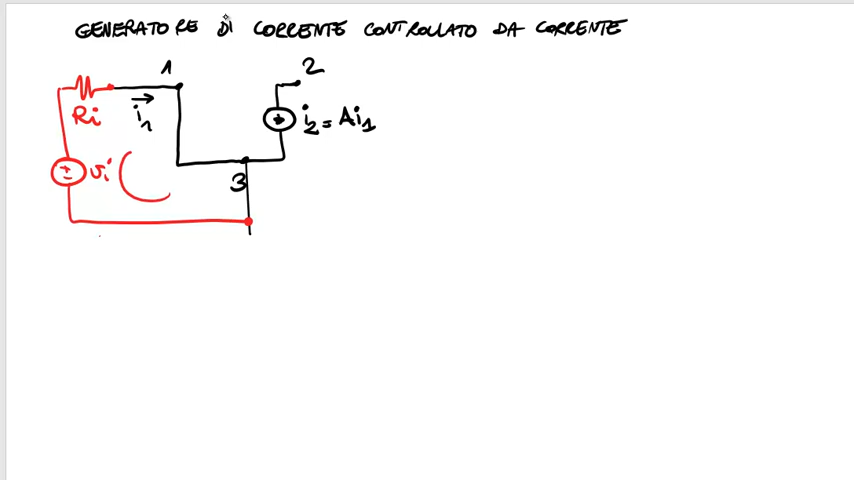 GENERATORE DI CORRENTE CONTROLLATO DA CORRENTE
1
2
Ri
i1
i2 = Ai1
vi
3